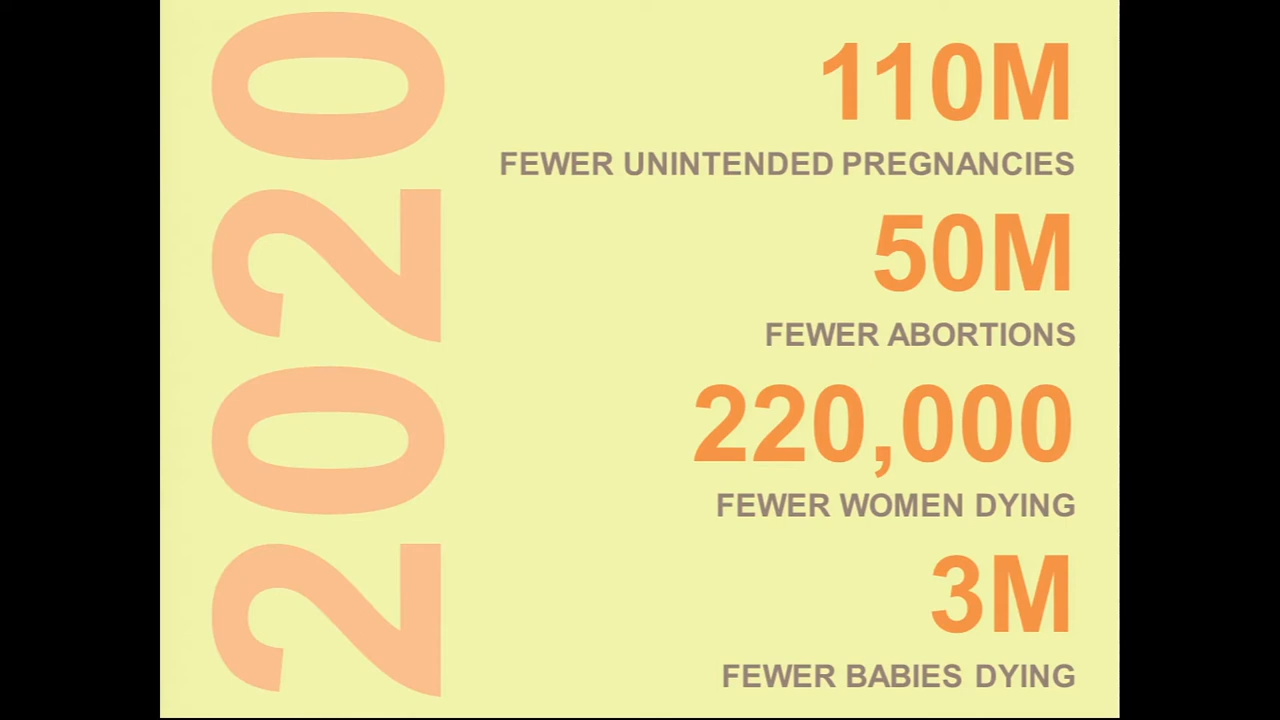 2020
110M
FEWER UNINTENDED PREGNANCIES
50M
FEWER ABORTIONS
220,000
FEWER WOMEN DYING
3M
FEWER BABIES DYING